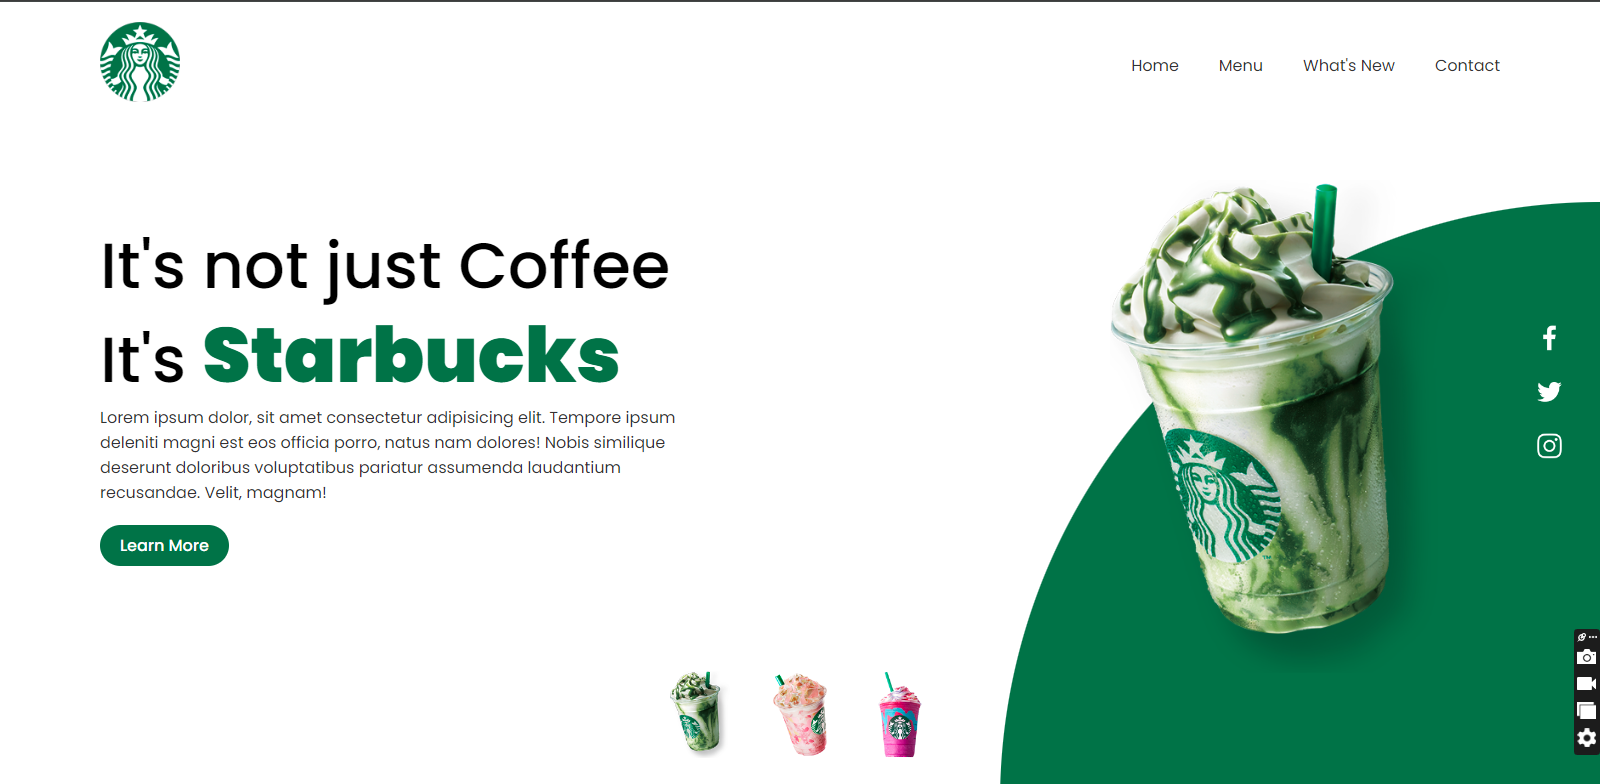 Home Menu What's New Contact
It's not just Coffee
It's Starbucks
Lorem ipsum dolor, sit amet consectetur adipisicing elit. Tempore ipsum
deleniti magni est eos officia porro, natus nam dolores! Nobis similique
deserunt doloribus voluptatibus pariatur assumenda laudantium
recusandae. Velit, magnam!
Learn More